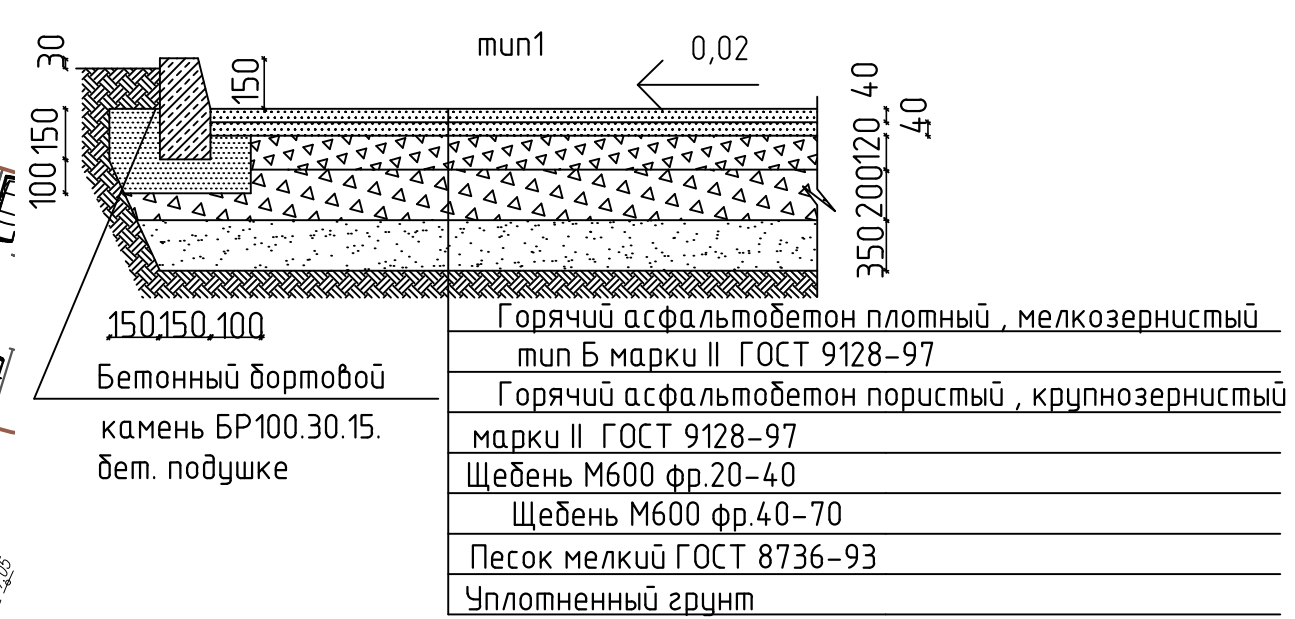 тип1
0,02
30
150
40
40
100 150
350 200 120
150 150 100
Горячий асфальтобетон плотный , мелкозернистый
тип Б марки II ГОСТ 9128-97
Бетонный бортовой
Горячий асфальтобетон пористый , крупнозернистый
камень БР100.30.15.
марки II ГОСТ 9128-97
бет. подушке
Щебень М600 фр.20-40
Щебень М600 фр.40-70
Песок мелкий ГОСТ 8736-93
Уплотненный грунт